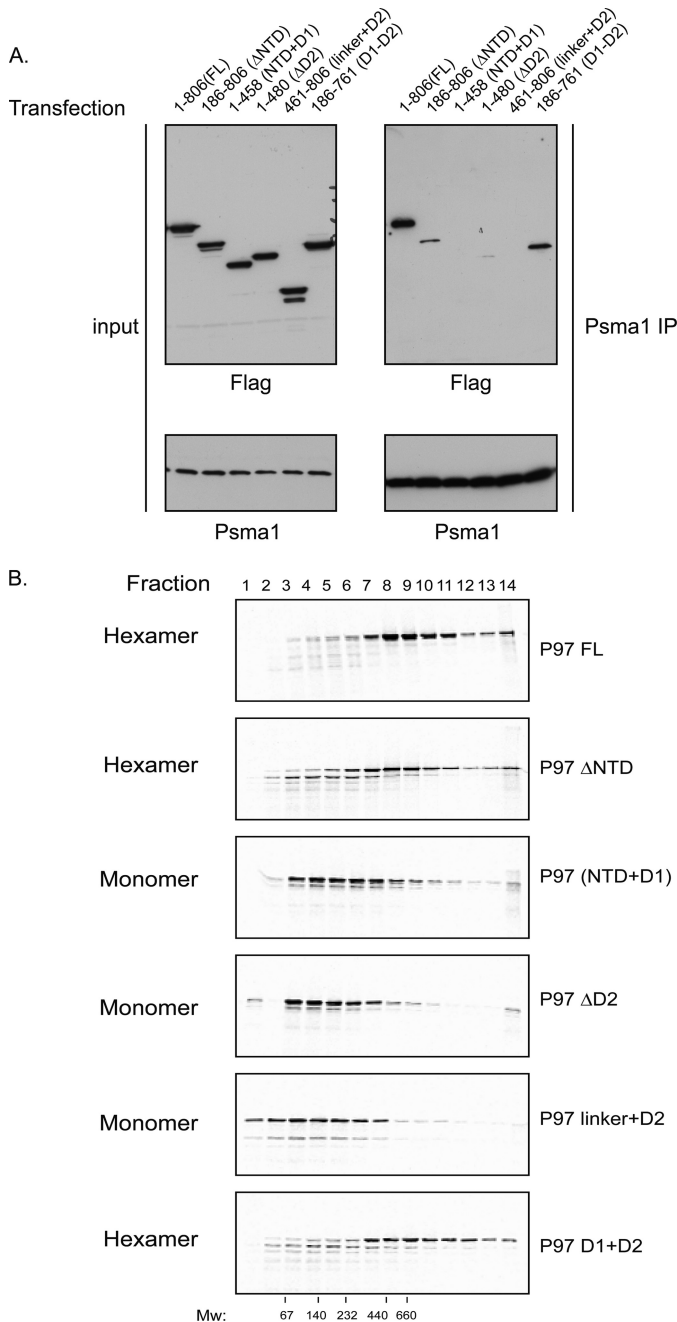 A.
Transfection
1-806(FL)
186-806 (ΔNTD)
1-458 (NTD+D1)
1-480 (ΔD2)
461-806 (linker+D2)
186-761 (D1-D2)
1-806(FL)
186-806 (ΔNTD)
1-458 (NTD+D1)
1-480 (ΔD2)
461-806 (linker+D2)
186-761 (D1-D2)
input
Psma1 IP
Flag
Flag
Psma1
Psma1
B.
Fraction 1 2 3 4 5 6 7 8 9 10 11 12 13 14
Hexamer
P97 FL
Hexamer
P97 ΔNTD
Monomer
P97 (NTD+D1)
Monomer
P97 ΔD2
Monomer
P97 linker+D2
Hexamer
P97 D1+D2
Mw: 67 140 232 440 660